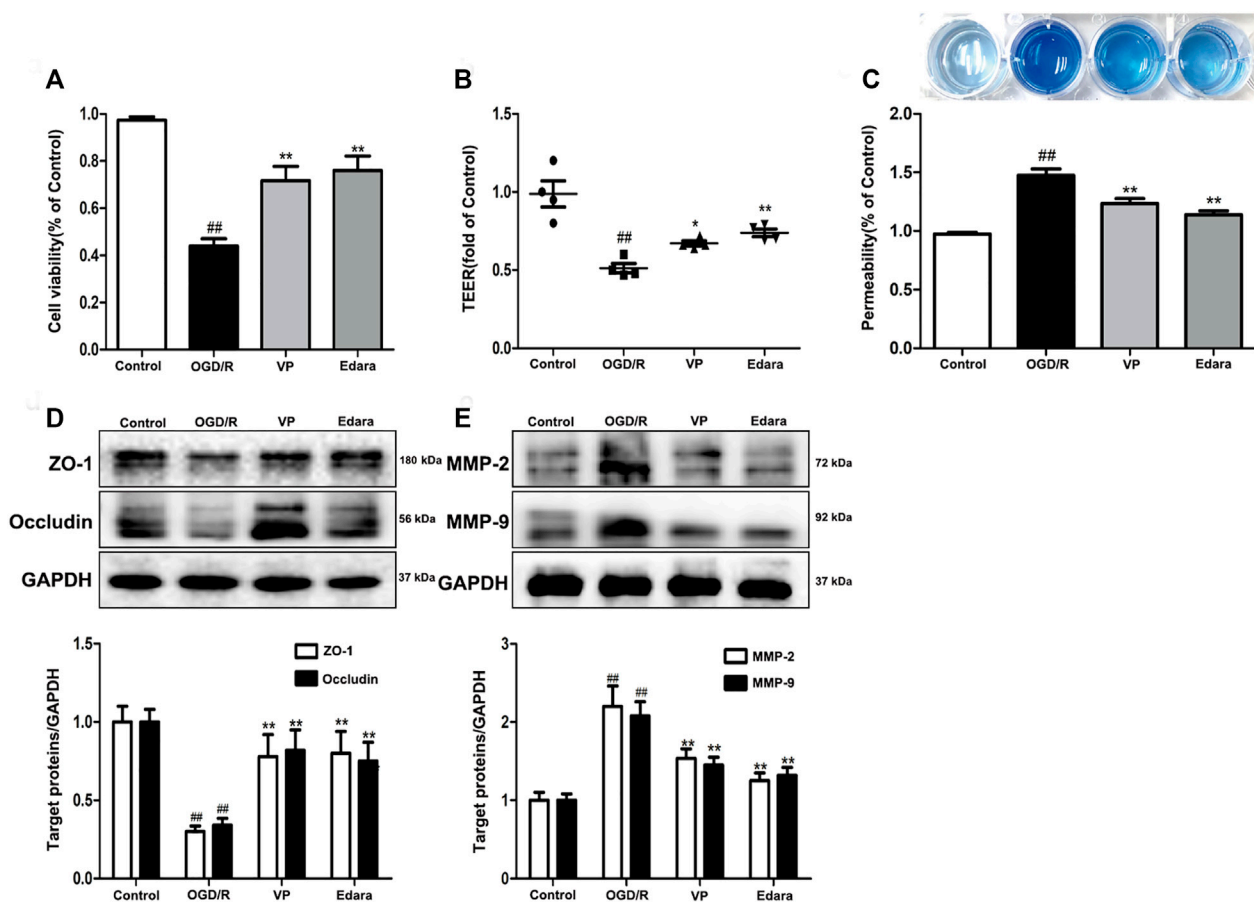 A
Cell viability(% of Control)
1.0
0.8
0.6
0.4
0.2
0.0
##
**
**
Control OGD/R VP Edara
B
TEER(fold of Control)
1.5
1.0
0.5
0.0
##
*
**
Control OGD/R VP Edara
C
Permeability(% of Control)
2.0
1.5
1.0
0.5
0.0
##
**
**
Control OGD/R VP Edara
D
Control OGD/R VP Edara
ZO-1 180 kDa
Occludin 56 kDa
GAPDH 37 kDa
Target proteins/GAPDH
1.5
1.0
0.5
0.0
ZO-1
Occludin
## ##
** **
** **
Control OGD/R VP Edara
E
Control OGD/R VP Edara
MMP-2 72 kDa
MMP-9 92 kDa
GAPDH 37 kDa
Target proteins/GAPDH
3
2
1
0
MMP-2
MMP-9
## ##
** **
** **
Control OGD/R VP Edara